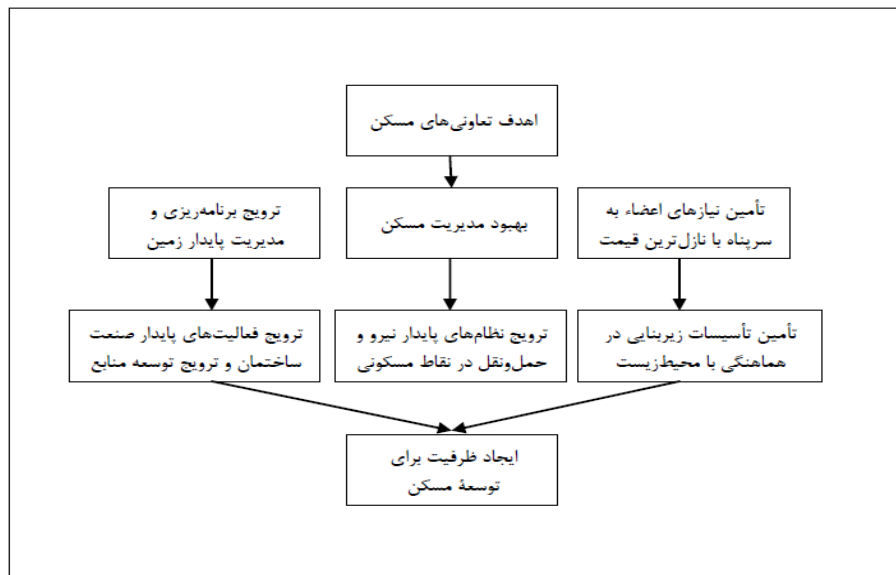 اهدف تعاونی‌های مسکن
تأمین نیازهای اعضاء به
سرپناه با نازل‌ترین قیمت
بهبود مدیریت مسکن
ترویج برنامه‌ریزی و
مدیریت پایدار زمین
تأمین تأسیسات زیربنایی در
هماهنگی با محیط‌زیست
ترویج نظام‌های پایدار نیرو و
حمل‌ونقل در نقاط مسکونی
ترویج فعالیت‌های پایدار صنعت
ساختمان و ترویج توسعه منابع
ایجاد ظرفیت برای
توسعهٔ مسکن